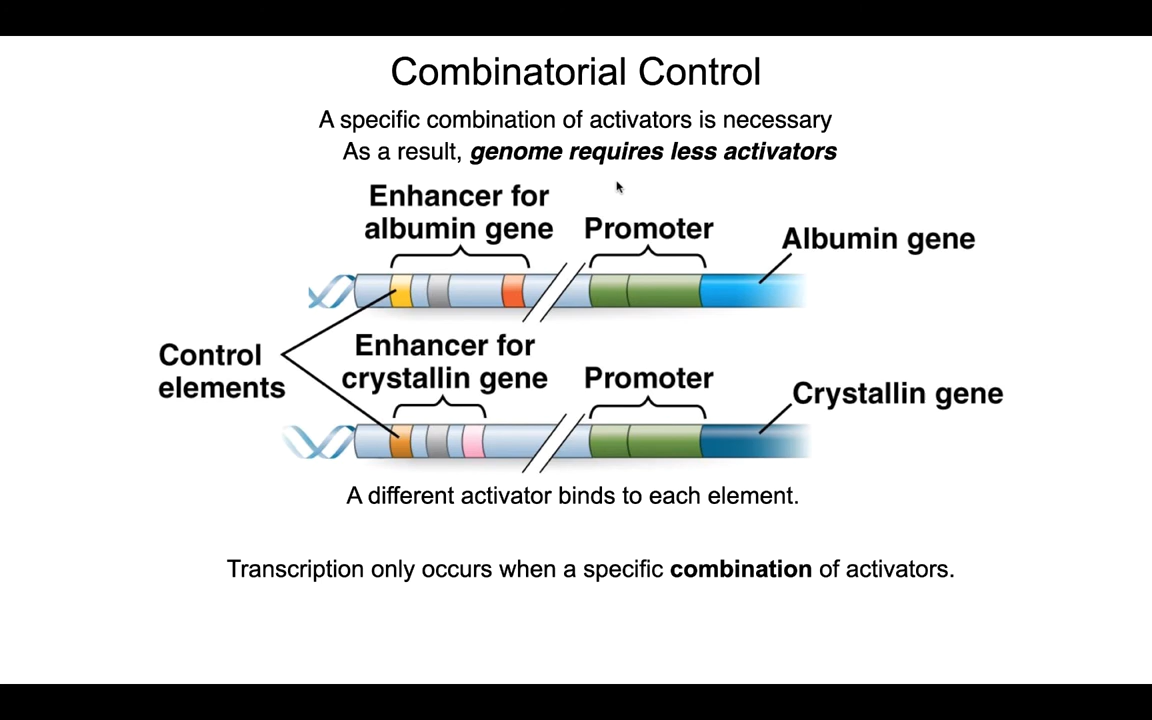 Combinatorial Control
A specific combination of activators is necessary
As a result, genome requires less activators
Enhancer for
albumin gene
Promoter
Albumin gene
Control
elements
Enhancer for
crystallin gene
Promoter
Crystallin gene
A different activator binds to each element.
Transcription only occurs when a specific combination of activators.